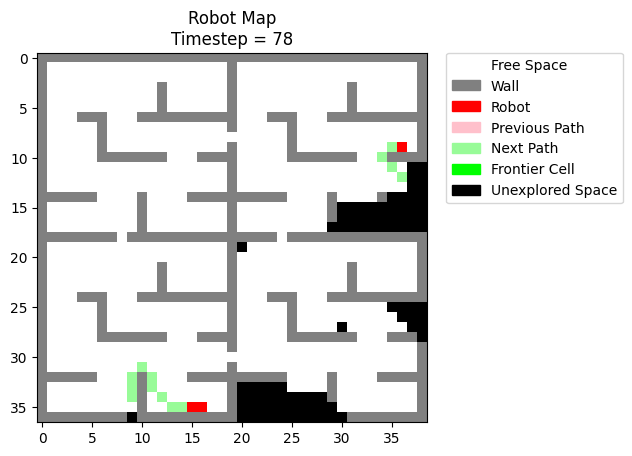 Robot Map
Timestep = 78
Free Space
Wall
Robot
Previous Path
Next Path
Frontier Cell
Unexplored Space
0
5
10
15
20
25
30
35
0
5
10
15
20
25
30
35